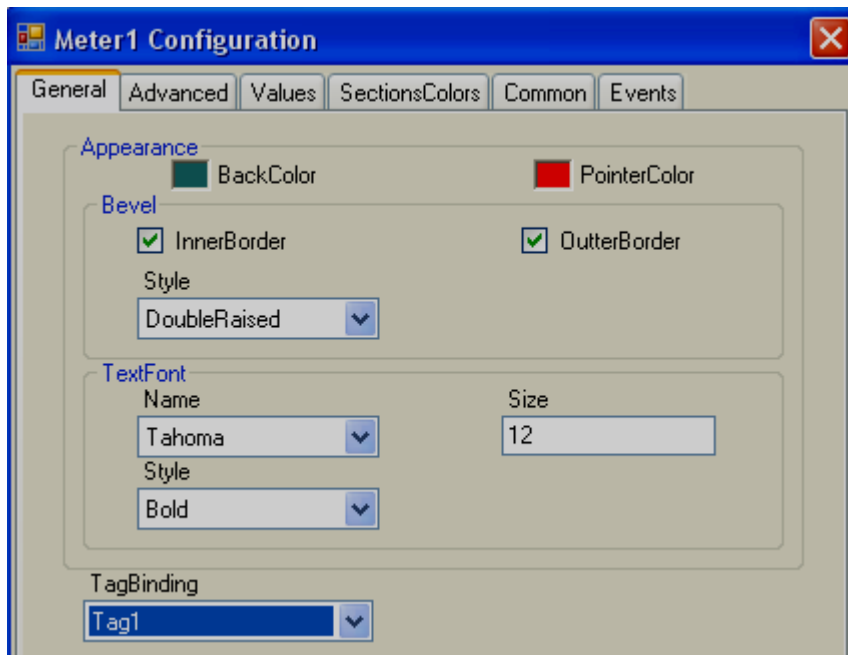 Meter1 Configuration
General Advanced Values SectionsColors Common Events
Appearance
BackColor PointerColor
Bevel
InnerBorder OutterBorder
Style
DoubleRaised
TextFont
Name Size
Tahoma 12
Style
Bold
TagBinding
Tag1